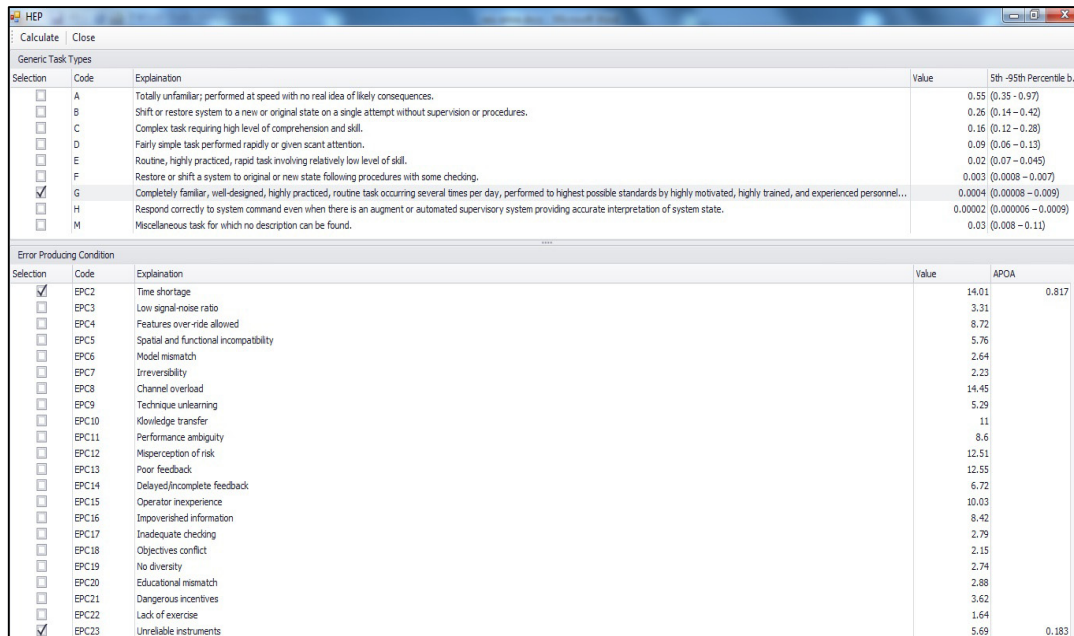 HEP
Calculate Close
Generic Task Types
Selection Code Explaination Value 5th -95th Percentile b.
A Totally unfamiliar; performed at speed with no real idea of likely consequences. 0.55 (0.35 - 0.97)
B Shift or restore system to a new or original state on a single attempt without supervision or procedures. 0.26 (0.14 – 0.42)
C Complex task requiring high level of comprehension and skill. 0.16 (0.12 – 0.28)
D Fairly simple task performed rapidly or given scant attention. 0.09 (0.06 – 0.13)
E Routine, highly practiced, rapid task involving relatively low level of skill. 0.02 (0.07 – 0.045)
F Restore or shift a system to original or new state following procedures with some checking. 0.003 (0.0008 – 0.007)
G Completely familiar, well-designed, highly practiced, routine task occurring several times per day, performed to highest possible standards by highly motivated, highly trained, and experienced personnel... 0.0004 (0.00008 – 0.009)
H Respond correctly to system command even when there is an augment or automated supervisory system providing accurate interpretation of system state. 0.00002 (0.000006 – 0.0009)
M Miscellaneous task for which no description can be found. 0.03 (0.008 – 0.11)
Error Producing Condition
Selection Code Explaination Value APOA
EPC2 Time shortage 14.01 0.817
EPC3 Low signal-noise ratio 3.31
EPC4 Features over-ride allowed 8.72
EPC5 Spatial and functional incompatibility 5.76
EPC6 Model mismatch 2.64
EPC7 Irreversibility 2.23
EPC8 Channel overload 14.45
EPC9 Technique unlearning 5.29
EPC10 Klowledge transfer 11
EPC11 Performance ambiguity 8.6
EPC12 Misperception of risk 12.51
EPC13 Poor feedback 12.55
EPC14 Delayed/incomplete feedback 6.72
EPC15 Operator inexperience 10.03
EPC16 Impoverished information 8.42
EPC17 Inadequate checking 2.79
EPC18 Objectives conflict 2.15
EPC19 No diversity 2.74
EPC20 Educational mismatch 2.88
EPC21 Dangerous incentives 3.62
EPC22 Lack of exercise 1.64
EPC23 Unreliable instruments 5.69 0.183